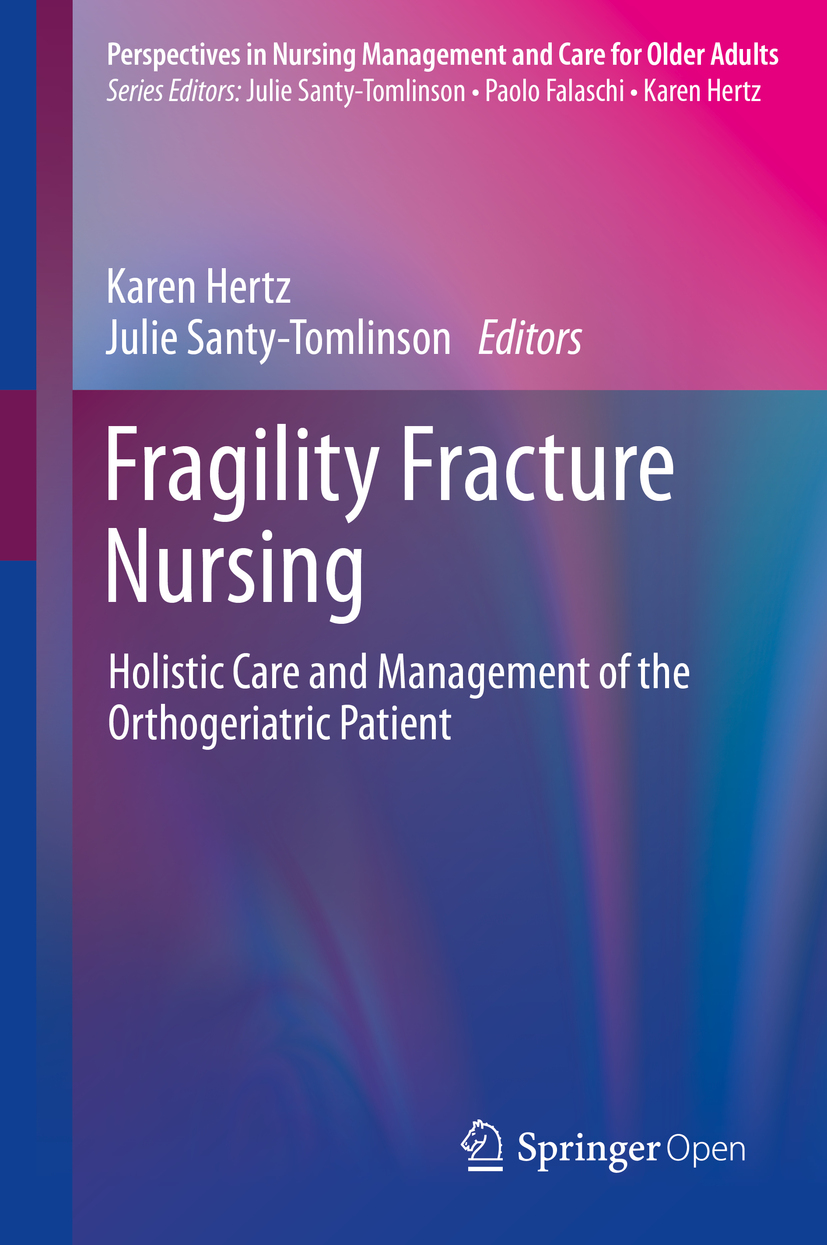 Perspectives in Nursing Management and Care for Older Adults
Series Editors: Julie Santy-Tomlinson • Paolo Falaschi • Karen Hertz
Karen Hertz
Julie Santy-Tomlinson Editors
Fragility Fracture
Nursing
Holistic Care and Management of the
Orthogeriatric Patient
Springer Open